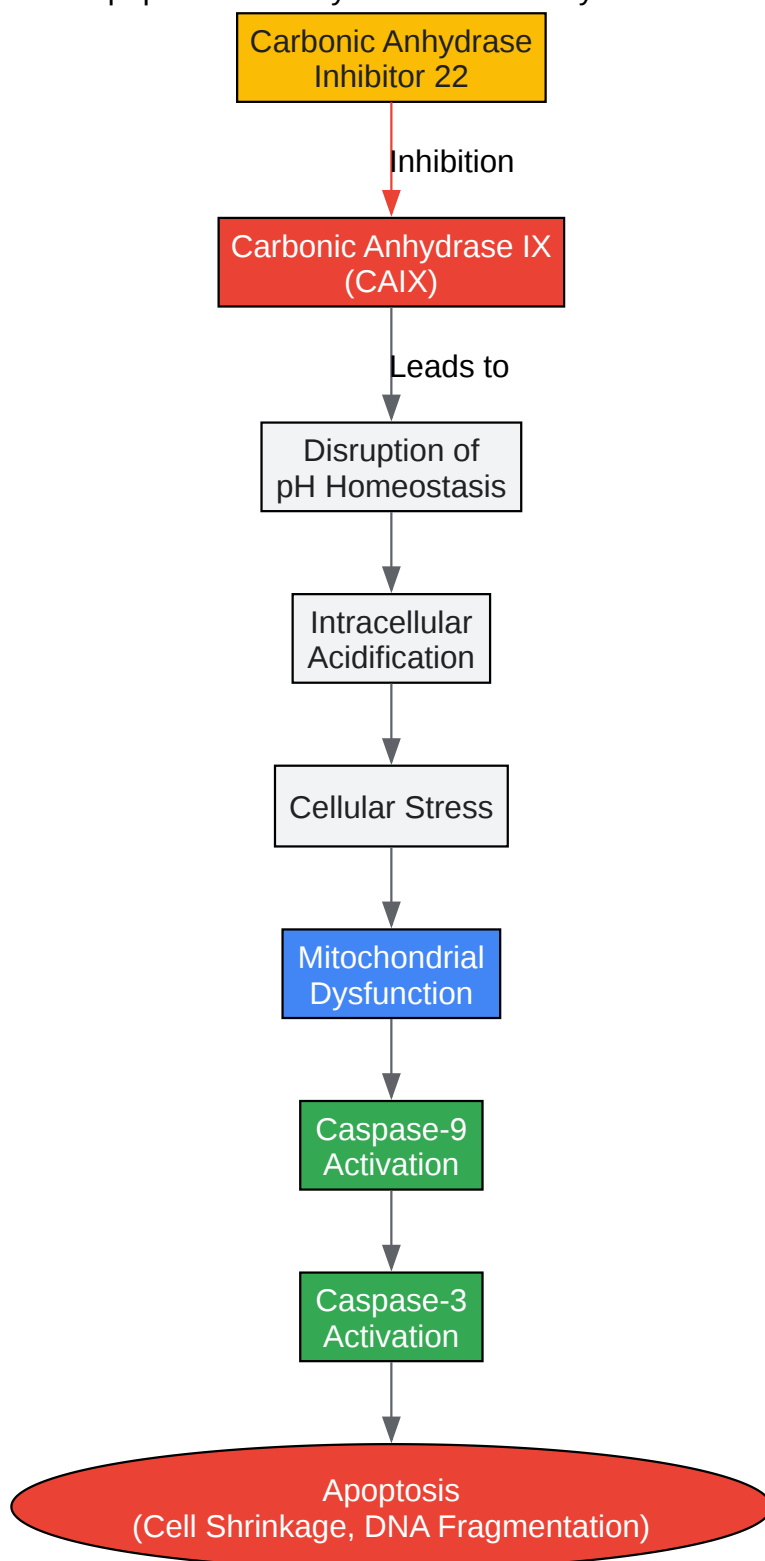 Carbonic Anhydrase
Inhibitor 22
Inhibition
Carbonic Anhydrase IX
(CAIX)
Leads to
Disruption of
pH Homeostasis
Intracellular
Acidification
Cellular Stress
Mitochondrial
Dysfunction
Caspase-9
Activation
Caspase-3
Activation
Apoptosis
(Cell Shrinkage, DNA Fragmentation)